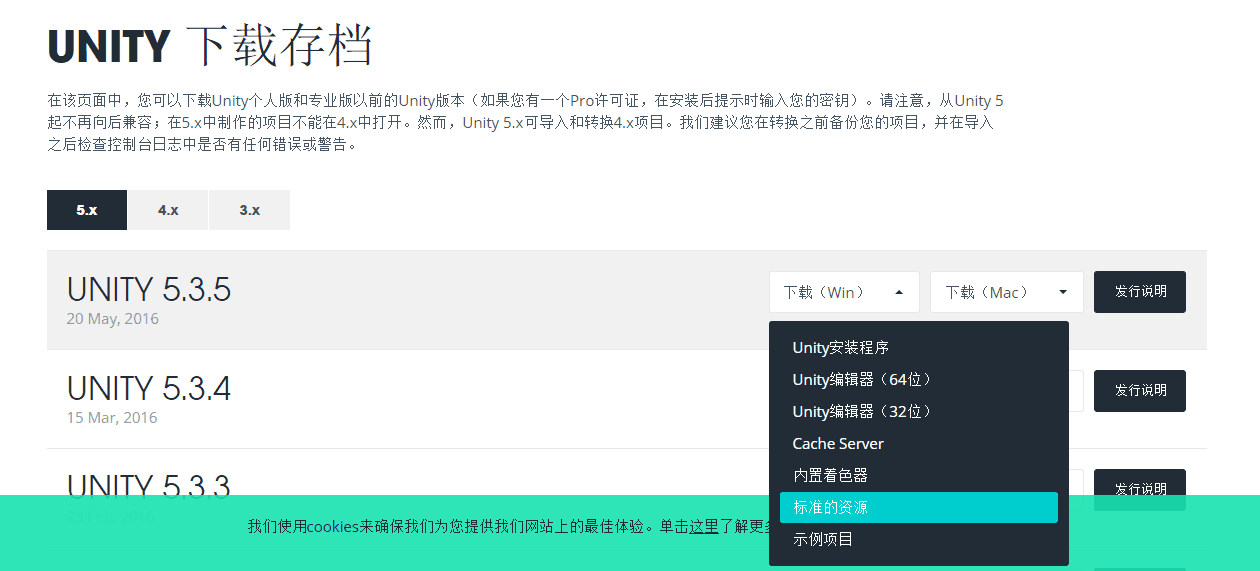 UNITY 下载存档
在该页面中，您可以下载Unity个人版和专业版以前的Unity版本（如果您有一个Pro许可证，在安装后提示时输入您的密钥）。请注意，从Unity 5
起不再向后兼容；在5.x中制作的项目不能在4.x中打开。然而，Unity 5.x可导入和转换4.x项目。我们建议您在转换之前备份您的项目，并在导入
之后检查控制台日志中是否有任何错误或警告。
5.x 4.x 3.x
UNITY 5.3.5
20 May, 2016
下载（Win） 下载（Mac） 发行说明
Unity安装程序
Unity编辑器（64位）
Unity编辑器（32位）
Cache Server
内置着色器
标准的资源
示例项目
UNITY 5.3.4
15 Mar, 2016
发行说明
UNITY 5.3.3
发行说明
我们使用cookies来确保我们为您提供我们网站上的最佳体验。单击这里了解更